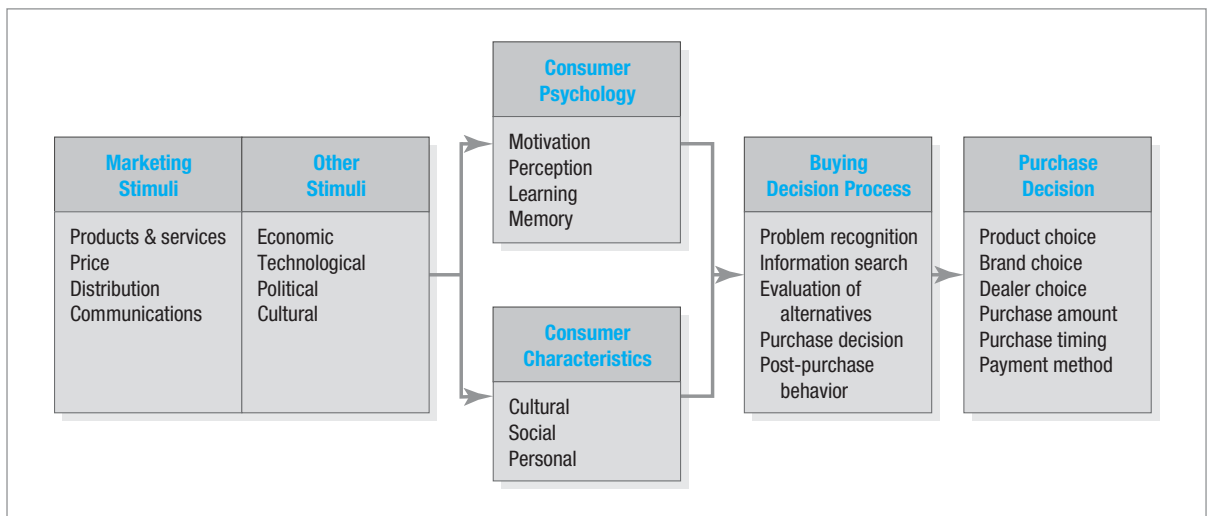 Marketing
Stimuli
Products & services
Price
Distribution
Communications
Other
Stimuli
Economic
Technological
Political
Cultural
Consumer
Psychology
Motivation
Perception
Learning
Memory
Consumer
Characteristics
Cultural
Social
Personal
Buying
Decision Process
Problem recognition
Information search
Evaluation of
alternatives
Purchase decision
Post-purchase
behavior
Purchase
Decision
Product choice
Brand choice
Dealer choice
Purchase amount
Purchase timing
Payment method